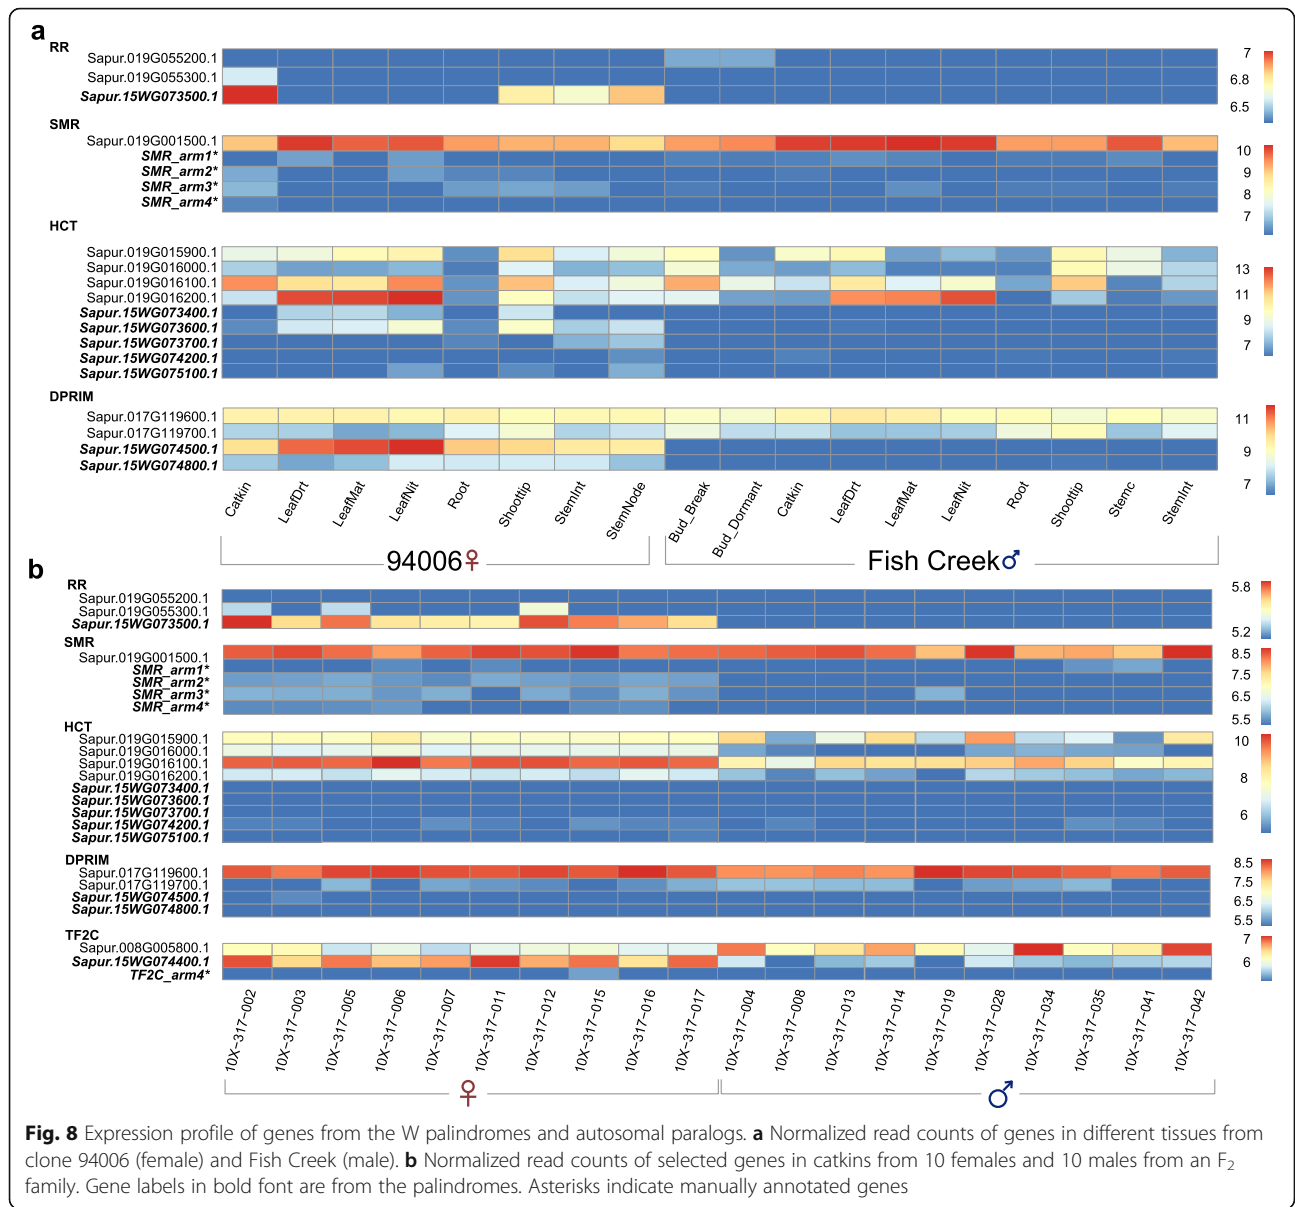 a
RR
Sapur.019G055200.1
Sapur.019G055300.1
Sapur.15WG073500.1
7
6.8
6.5
SMR
Sapur.019G001500.1
SMR_arm1*
SMR_arm2*
SMR_arm3*
SMR_arm4*
10
9
8
7
HCT
Sapur.019G015900.1
Sapur.019G016000.1
Sapur.019G016100.1
Sapur.019G016200.1
Sapur.15WG073400.1
Sapur.15WG073600.1
Sapur.15WG073700.1
Sapur.15WG074200.1
Sapur.15WG075100.1
13
11
9
7
DPRIM
Sapur.017G119600.1
Sapur.017G119700.1
Sapur.15WG074500.1
Sapur.15WG074800.1
11
9
7
Catkin
LeafDrt
LeafMat
LeafNit
Root
Shoottip
StemInt
StemNode
Bud_Break
Bud_Dormant
Catkin
LeafDrt
LeafMat
LeafNit
Root
Shoottip
Stemc
StemInt
94006♀
Fish Creek♂
b
RR
Sapur.019G055200.1
Sapur.019G055300.1
Sapur.15WG073500.1
5.8
5.2
SMR
Sapur.019G001500.1
SMR_arm1*
SMR_arm2*
SMR_arm3*
SMR_arm4*
8.5
7.5
6.5
5.5
HCT
Sapur.019G015900.1
Sapur.019G016000.1
Sapur.019G016100.1
Sapur.019G016200.1
Sapur.15WG073400.1
Sapur.15WG073600.1
Sapur.15WG073700.1
Sapur.15WG074200.1
Sapur.15WG075100.1
10
8
6
DPRIM
Sapur.017G119600.1
Sapur.017G119700.1
Sapur.15WG074500.1
Sapur.15WG074800.1
8.5
7.5
6.5
5.5
TF2C
Sapur.008G005800.1
Sapur.15WG074400.1
TF2C_arm4*
7
6
10X−317−002
10X−317−003
10X−317−005
10X−317−006
10X−317−007
10X−317−011
10X−317−012
10X−317−015
10X−317−016
10X−317−017
10X−317−004
10X−317−008
10X−317−013
10X−317−014
10X−317−019
10X−317−028
10X−317−034
10X−317−035
10X−317−041
10X−317−042
♀
♂
Fig. 8 Expression profile of genes from the W palindromes and autosomal paralogs. a Normalized read counts of genes in different tissues from
clone 94006 (female) and Fish Creek (male). b Normalized read counts of selected genes in catkins from 10 females and 10 males from an F2
family. Gene labels in bold font are from the palindromes. Asterisks indicate manually annotated genes